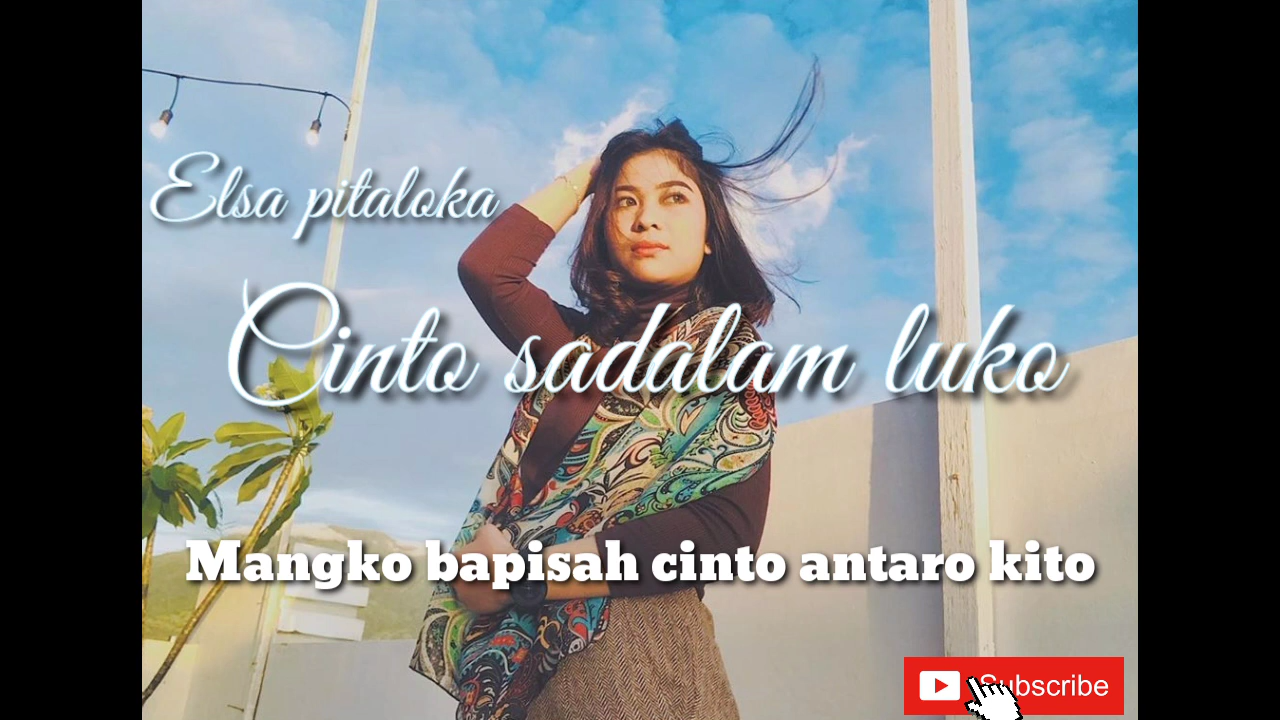 Elsa pitaloka
Cinto sadalam luko
Mangko bapisah cinto antaro kito
Subscribe